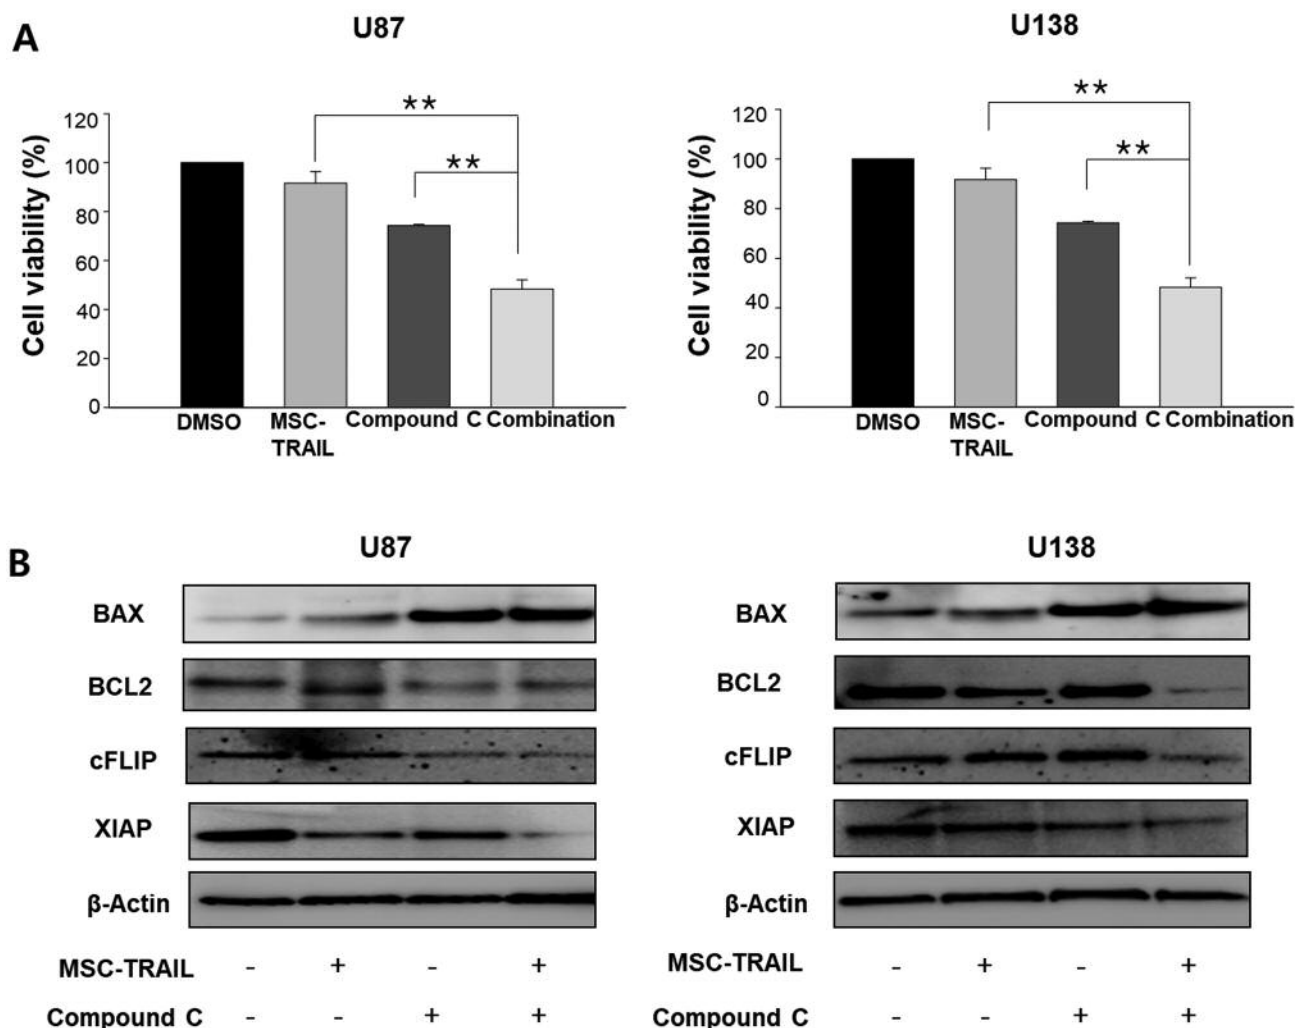 A
U87
U138
**
**
**
**
Cell viability (%)
120
100
80
60
40
20
0
DMSO
MSC-
TRAIL
Compound C Combination
Cell viability (%)
120
100
80
60
40
20
0
DMSO
MSC-
TRAIL
Compound C Combination
B
U87
U138
BAX
BCL2
cFLIP
XIAP
β-Actin
MSC-TRAIL - + - +
Compound C - - + +
BAX
BCL2
cFLIP
XIAP
β-Actin
MSC-TRAIL - + - +
Compound C - - + +